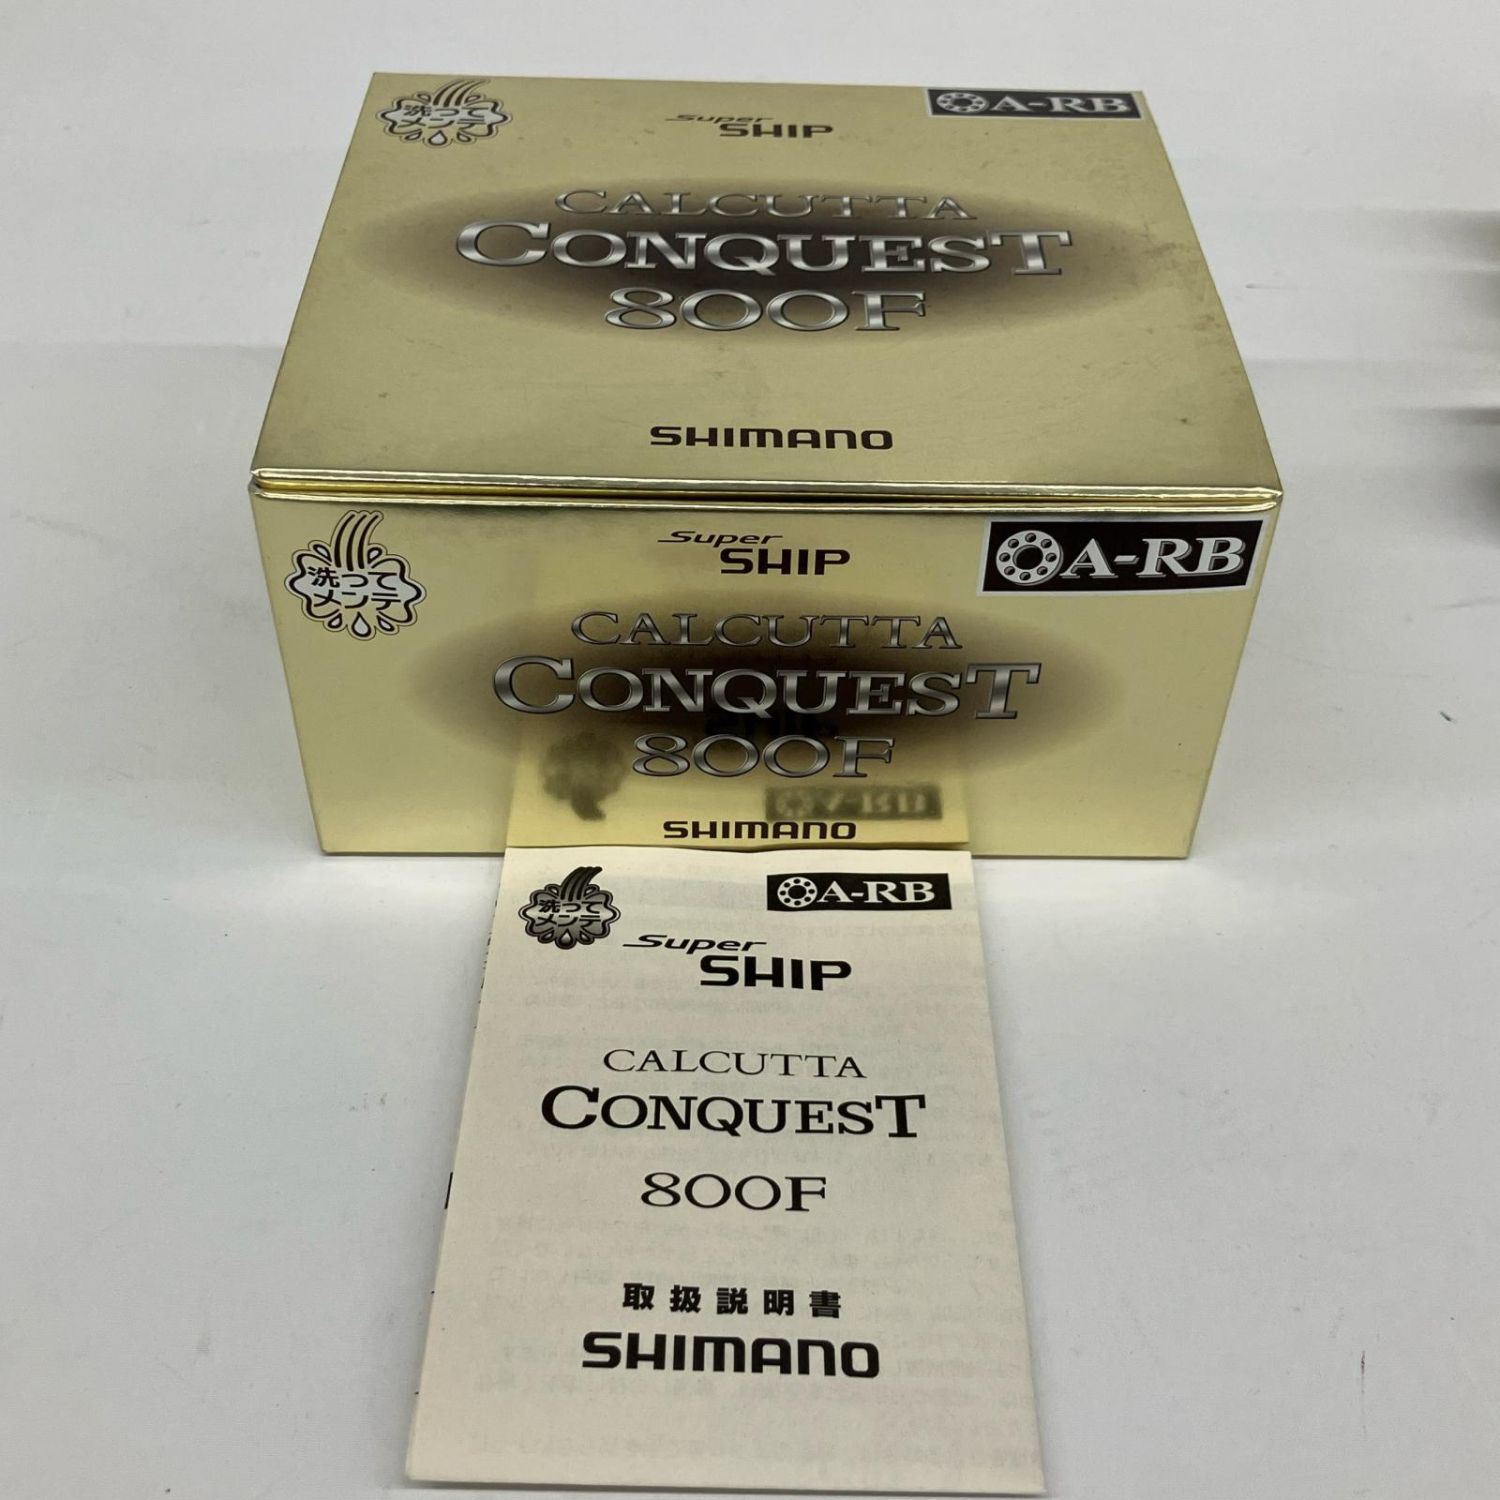 洗って
メンテ
Super
SHIP
A-RB
CALCUTTA
CONQUEST
800F
SHIMANO
洗って
メンテ
Super
SHIP
A-RB
CALCUTTA
CONQUEST
800F
A-RB
SHIMANO
洗って
メンテ
A-RB
Super
SHIP
CALCUTTA
CONQUEST
800F
取扱説明書
SHIMANO